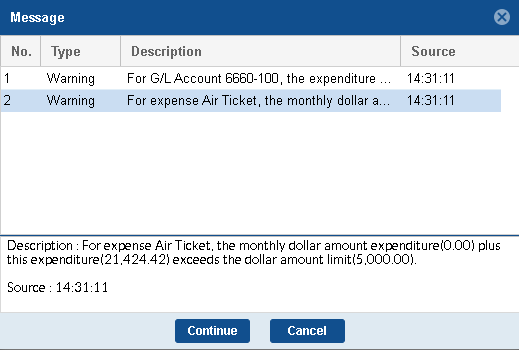 Message
No. Type Description Source
1 Warning For G/L Account 6660-100, the expenditure ... 14:31:11
2 Warning For expense Air Ticket, the monthly dollar a... 14:31:11
Description : For expense Air Ticket, the monthly dollar amount expenditure(0.00) plus
this expenditure(21,424.42) exceeds the dollar amount limit(5,000.00).
Source : 14:31:11
Continue Cancel